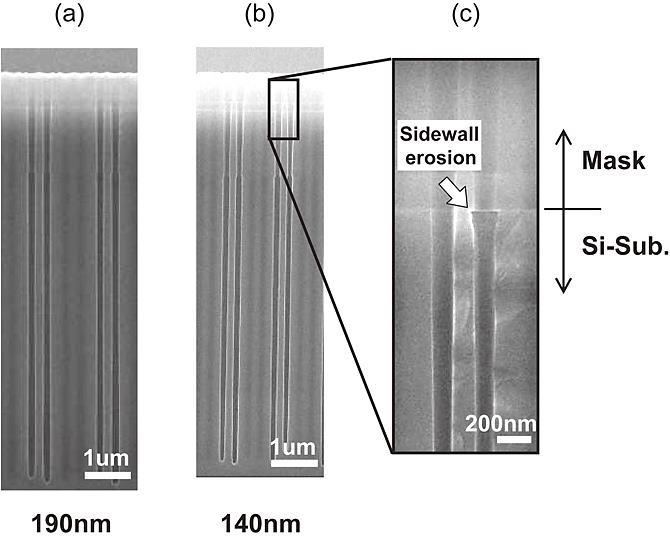 (a)
(b)
(c)
Sidewall
erosion
Mask
Si-Sub.
1um
1um
200nm
190nm
140nm